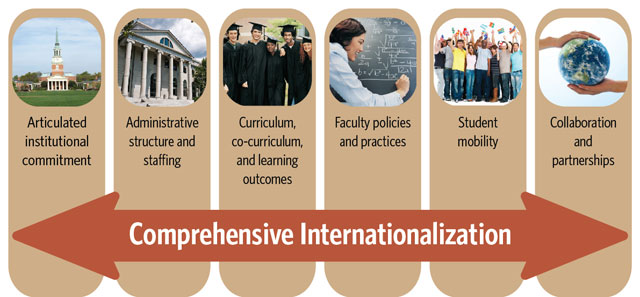 Articulated
institutional
commitment
Administrative
structure and
staffing
Curriculum,
co-curriculum,
and learning
outcomes
Faculty policies
and practices
Student
mobility
Collaboration
and
partnerships
Comprehensive Internationalization